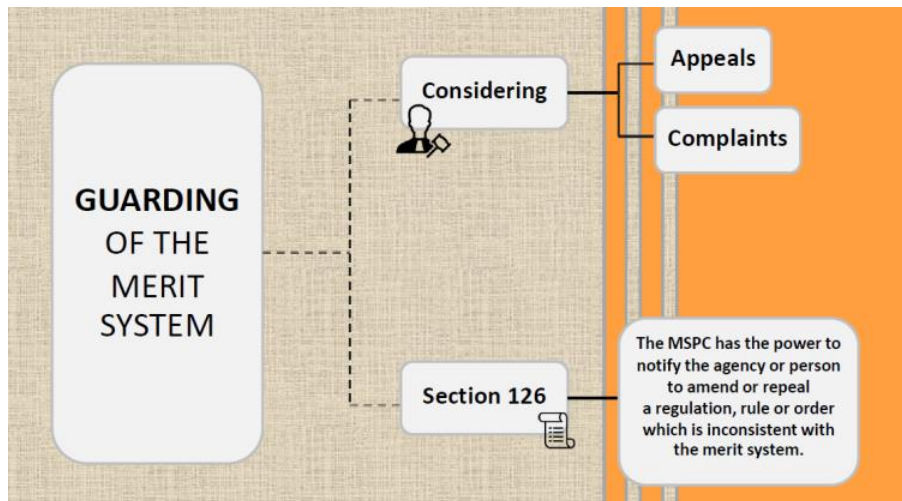 GUARDING
OF THE
MERIT
SYSTEM
Considering
Appeals
Complaints
Section 126
The MSPC has the power to
notify the agency or person
to amend or repeal
a regulation, rule or order
which is inconsistent with
the merit system.